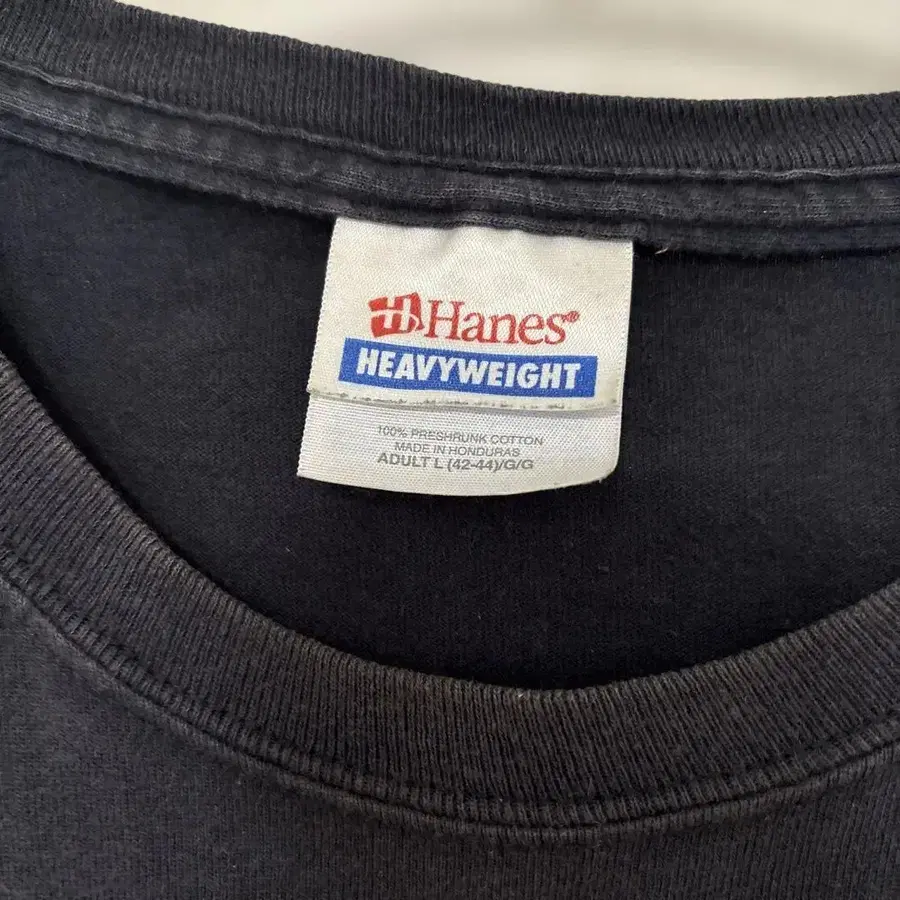 Hanes®
HEAVYWEIGHT
100% PRESHRUNK COTTON
MADE IN HONDURAS
ADULT L (42-44)/G/G